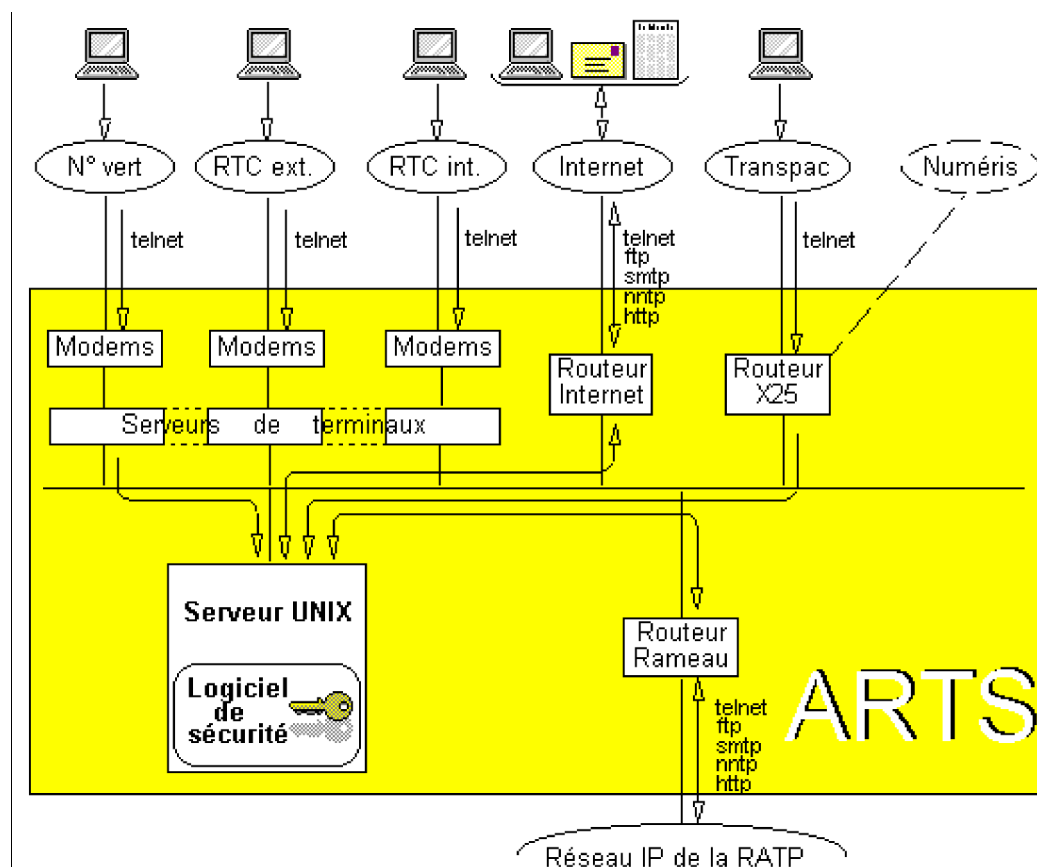 le Monde
N° vert
RTC ext.
RTC int.
Internet
Transpac
Numéris
telnet
telnet
telnet
telnet
ftp
smtp
nntp
http
telnet
Modems
Modems
Modems
Routeur
Internet
Routeur
X25
Serveurs de terminaux
Serveur UNIX
Logiciel
de
sécurité
Routeur
Rameau
telnet
ftp
smtp
nntp
http
ARTS
Réseau IP de la RATP